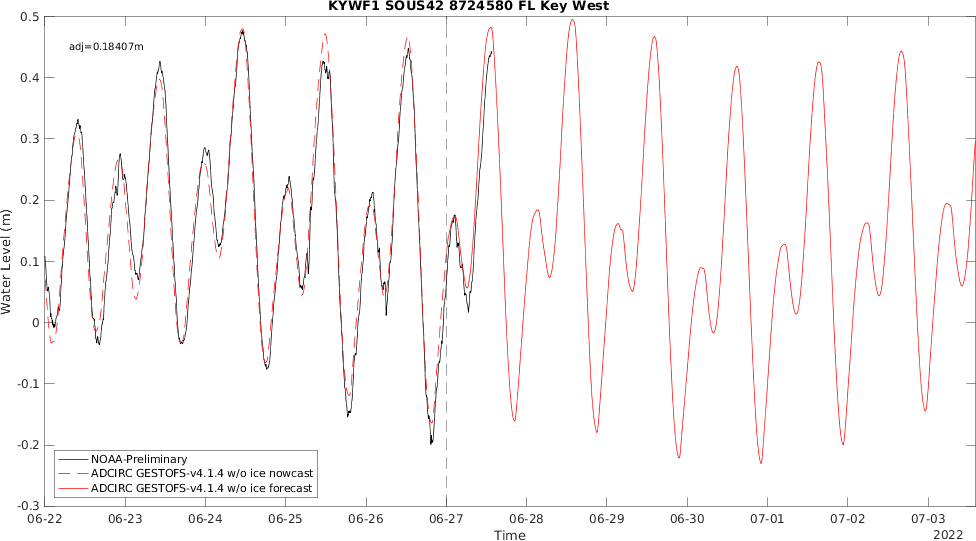 KYWF1 SOUS42 8724580 FL Key West
adj=0.18407m
0.5
0.4
0.3
0.2
0.1
0
-0.1
-0.2
-0.3
Water Level (m)
NOAA-Preliminary
ADCIRC GESTOFS-v4.1.4 w/o ice nowcast
ADCIRC GESTOFS-v4.1.4 w/o ice forecast
06-22 06-23 06-24 06-25 06-26 06-27 06-28 06-29 06-30 07-01 07-02 07-03
Time
2022